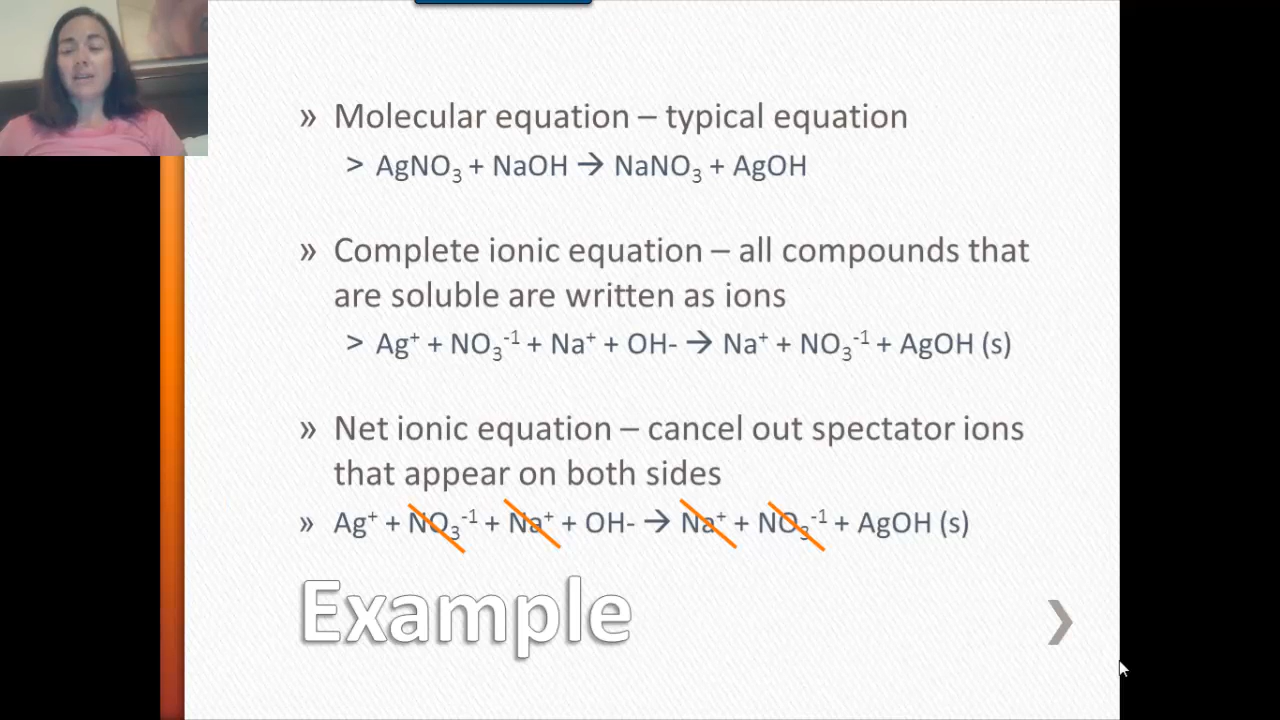 » Molecular equation – typical equation
> AgNO₃ + NaOH → NaNO₃ + AgOH
» Complete ionic equation – all compounds that
are soluble are written as ions
> Ag⁺ + NO₃⁻¹ + Na⁺ + OH- → Na⁺ + NO₃⁻¹ + AgOH (s)
» Net ionic equation – cancel out spectator ions
that appear on both sides
» Ag⁺ + NO₃⁻¹ + Na⁺ + OH- → Na⁺ + NO₃⁻¹ + AgOH (s)
Example